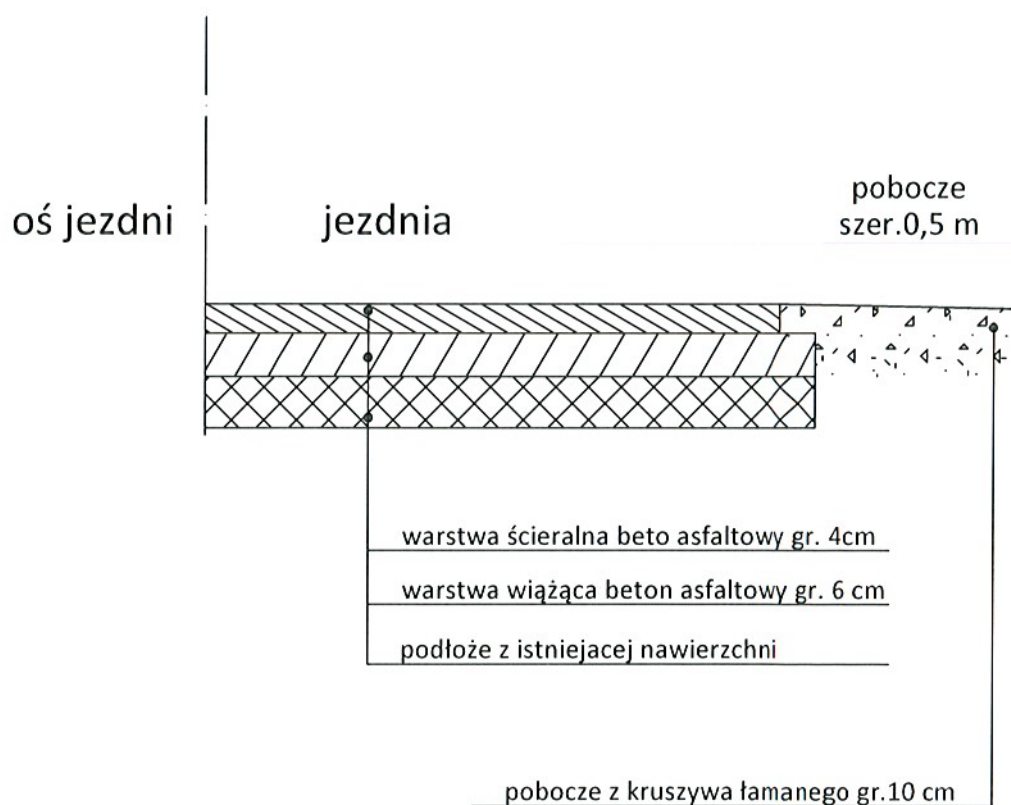 pobocze
szer.0,5 m
oś jezdni
jezdnia
warstwa ścieralna beto asfaltowy gr. 4cm
warstwa wiążąca beton asfaltowy gr. 6 cm
podłoże z istniejacej nawierzchni
pobocze z kruszywa łamanego gr.10 cm